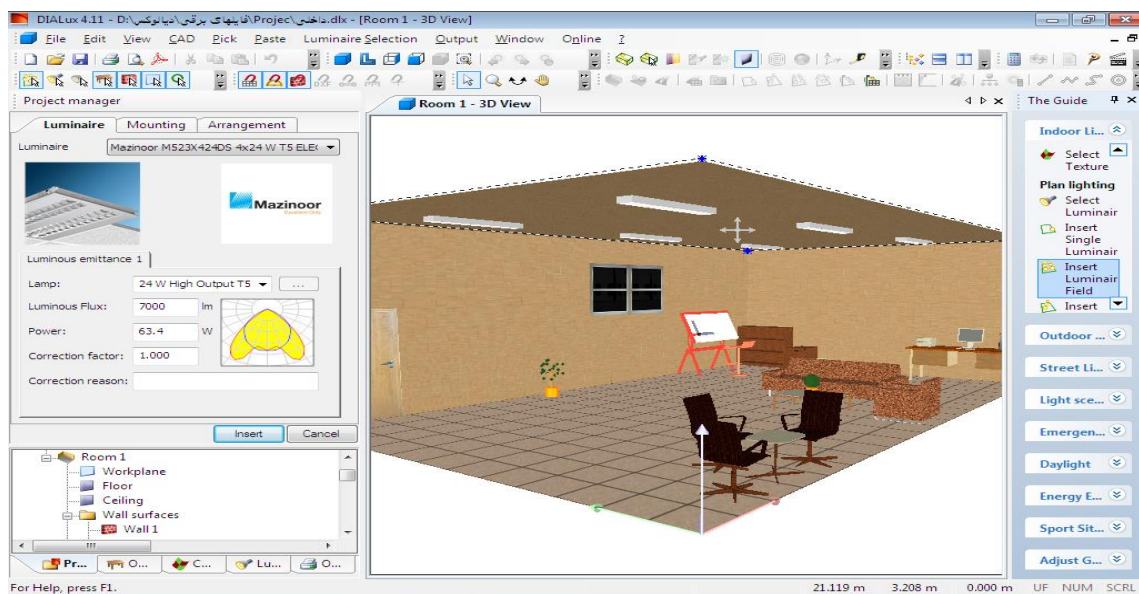 DIALux 4.11 - D:\فایلهای برقی\دیالوکس\Projec\داخلی.dlx - [Room 1 - 3D View]
File Edit View CAD Pick Paste Luminaire Selection Output Window Online ?
Project manager
Room 1 - 3D View
The Guide
Luminaire Mounting Arrangement
Luminaire Mazinoor M523X424DS 4x24 W T5 ELE
Mazinoor
Luminous emittance 1
Lamp: 24 W High Output T5 ...
Luminous Flux: 7000 lm
Power: 63.4 W
Correction factor: 1.000
Correction reason:
Insert Cancel
Room 1
Workplane
Floor
Ceiling
Wall surfaces
Wall 1
Pr... O... C... Lu... O...
Indoor Li...
Select
Texture
Plan lighting
Select
Luminair
Insert
Single
Luminair
Insert
Luminair
Field
Insert
Outdoor ...
Street Li...
Light sce...
Emergen...
Daylight
Energy E...
Sport Sit...
Adjust G...
For Help, press F1.
21.119 m 3.208 m 0.000 m UF NUM SCRL